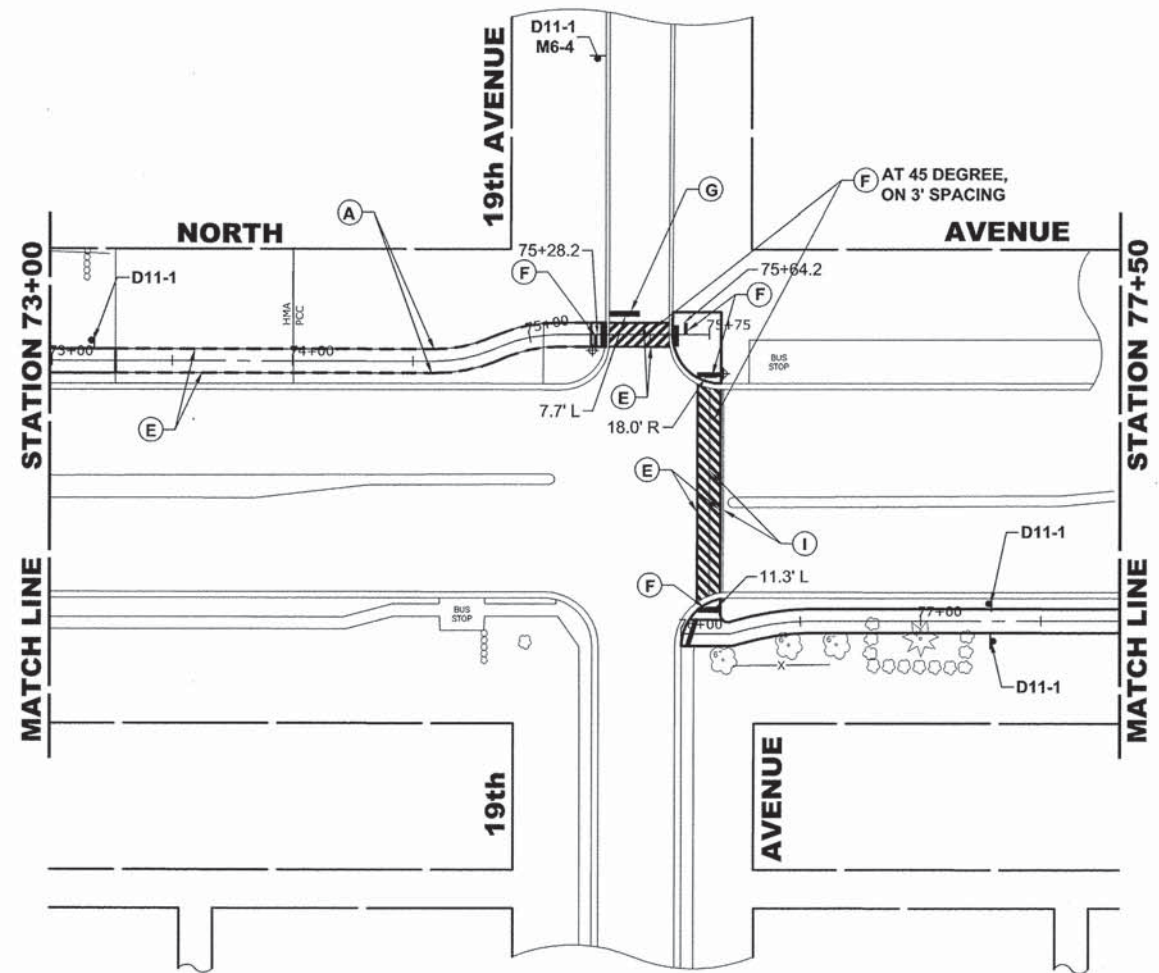 D11-1
M6-4
19th AVENUE
F AT 45 DEGREE,
ON 3' SPACING
G
A
NORTH
AVENUE
75+28.2
75+64.2
F
F
D11-1
HMA
PCC
75+00
75+75
73+00
74+00
BUS
STOP
STATION 73+00
STATION 77+50
E
7.7' L
E
18.0' R
E
I
D11-1
F
11.3' L
BUS
STOP
76+00
77+00
6"
6"
6"
X
D11-1
MATCH LINE
MATCH LINE
19th
AVENUE